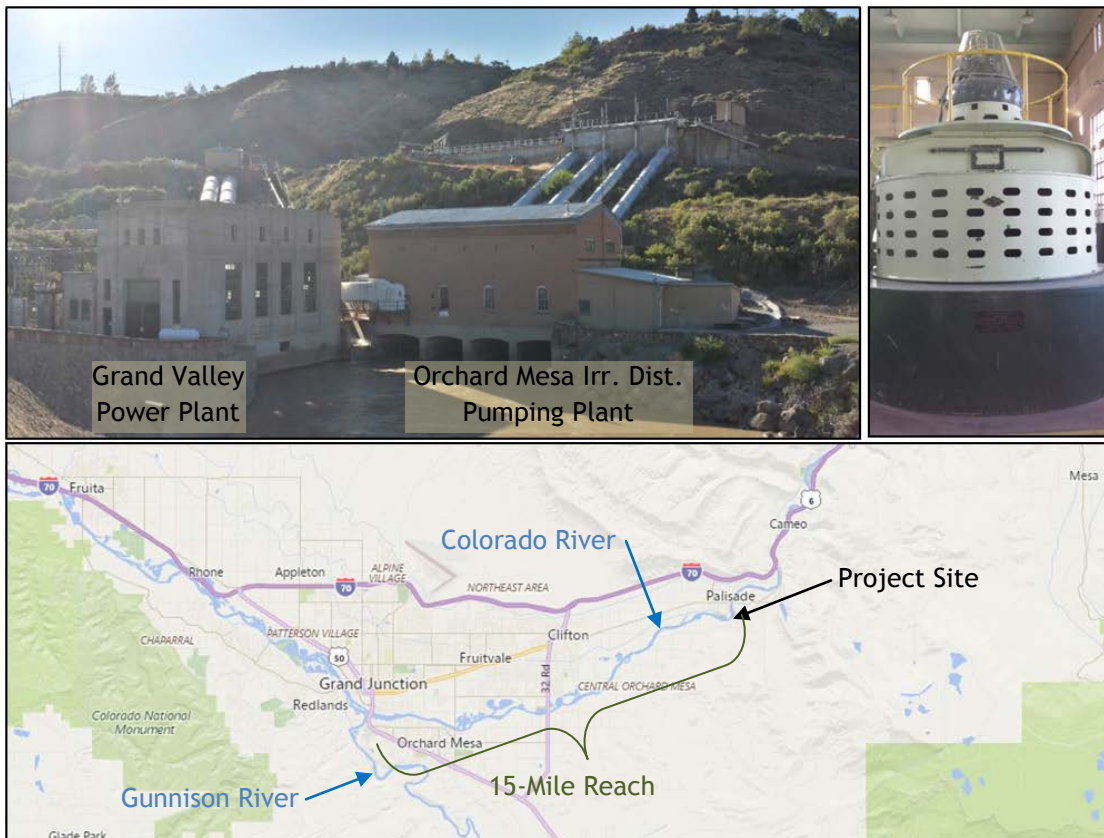 Grand Valley
Power Plant
Orchard Mesa Irr. Dist.
Pumping Plant
70
Fruita
6
Mesa
Cameo
Colorado River
Rhone
Appleton
ALPINE
VILLAGE
70
NORTHEAST AREA
70
Project Site
Palisade
CHAPARRAL
PATTERSON VILLAGE
Clifton
50
Fruitvale
32 Rd
Grand Junction
CENTRAL ORCHARD MESA
Redlands
Colorado National
Monument
Orchard Mesa
15-Mile Reach
Gunnison River
Glade Park